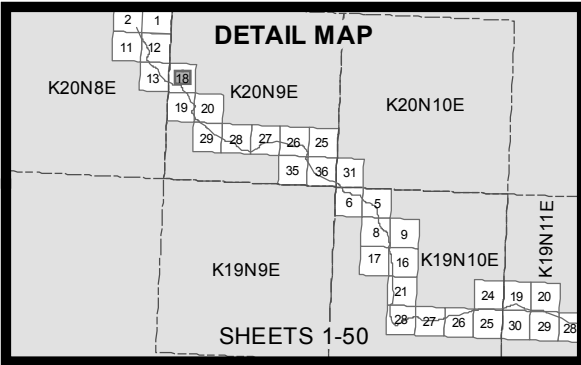 2 1
DETAIL MAP
11 12
13 18
K20N8E
K20N9E
K20N10E
19 20
29 28 27 26 25
35 36 31
6 5
8 9
K19N11E
17 16
K19N9E
K19N10E
21
24 19 20
28 27 26 25 30 29 28
SHEETS 1-50